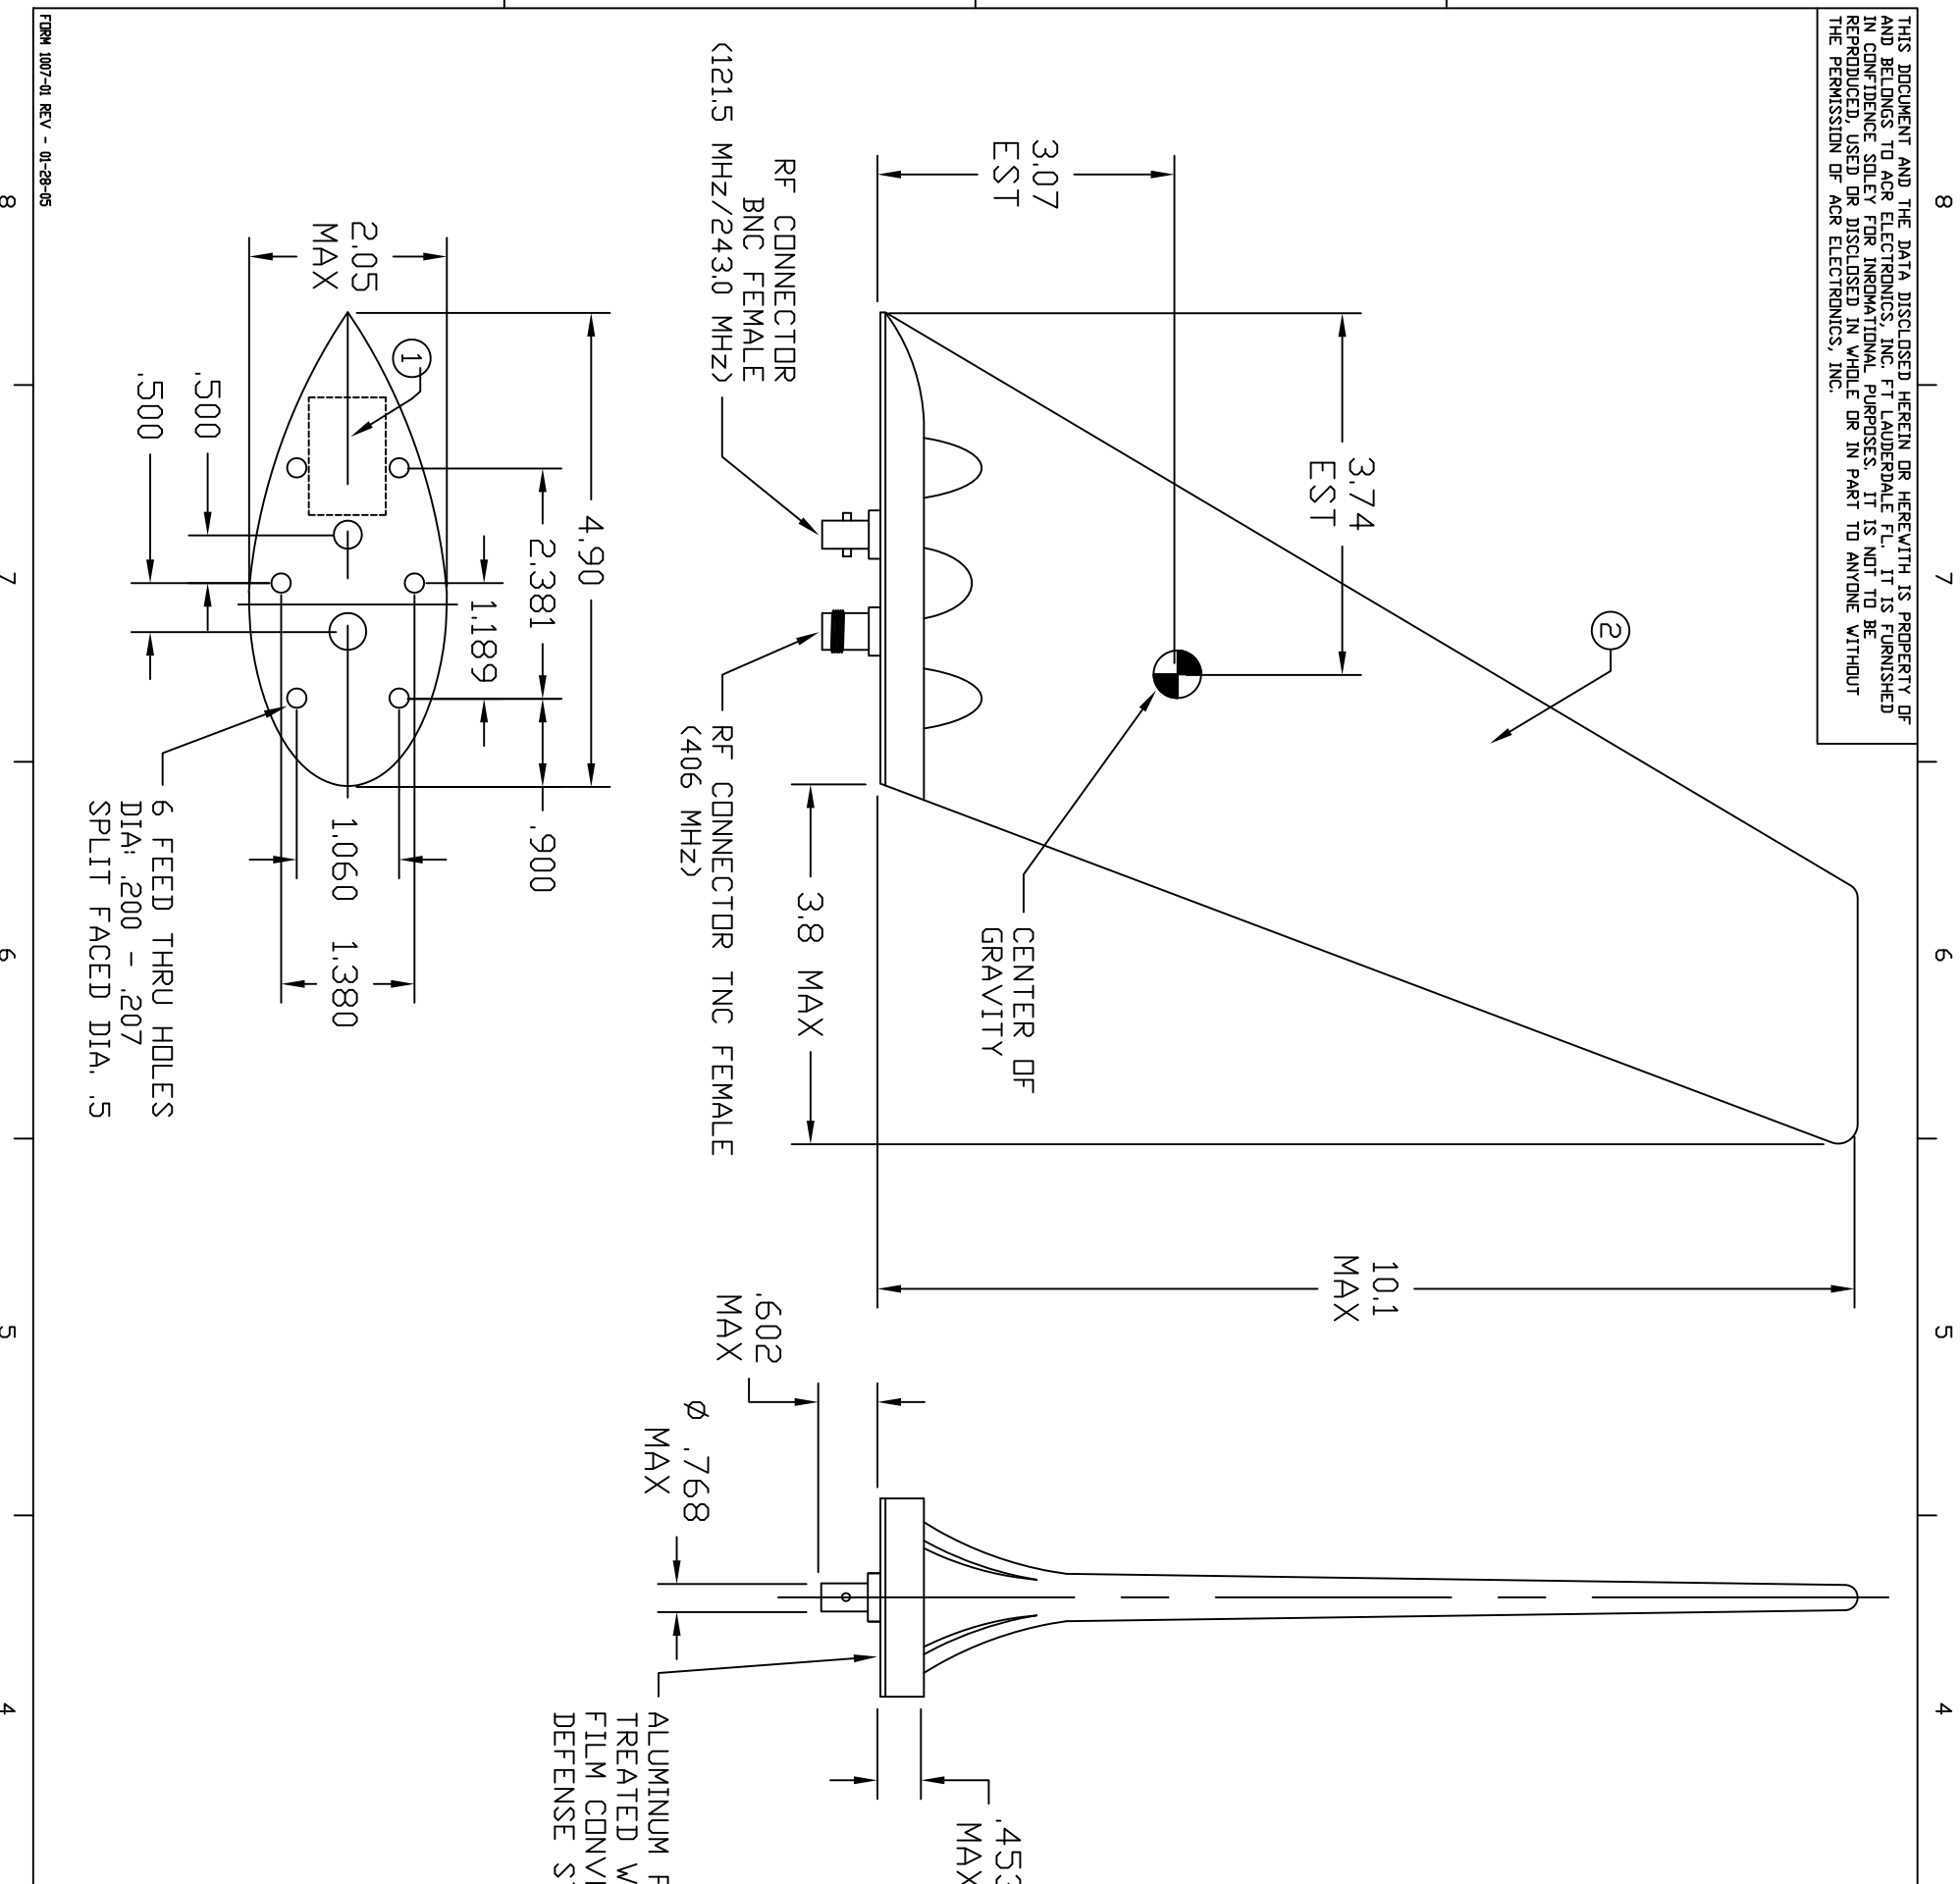 THIS DOCUMENT AND THE DATA DISCLOSED HEREIN OR HEREWITH IS PROPERTY OF
AND BELONGS TO ACR ELECTRONICS, INC. FT LAUDERDALE FL. IT IS FURNISHED
IN CONFIDENCE SOLEY FOR INROMATIONAL PURPOSES. IT IS NOT TO BE
REPRODUCED, USED OR DISCLOSED IN WHOLE OR IN PART TO ANYONE WITHOUT
THE PERMISSION OF ACR ELECTRONICS, INC.
8
7
6
5
4
2
3.74
EST
3.07
EST
10.1
MAX
CENTER OF
GRAVITY
3.8 MAX
RF CONNECTOR
BNC FEMALE
(121.5 MHz/243.0 MHz)
RF CONNECTOR TNC FEMALE
(406 MHz)
.453
MAX
.602
MAX
Ø .768
MAX
ALUMINUM
TREATED
FILM
DEFENSE
4.90
2.381
.900
1.189
1
2.05
MAX
1.060
1.380
.500
.500
6 FEED THRU HOLES
DIA: .200 - .207
SPLIT FACED DIA. .5
FORM 1007-01 REV - 01-28-05
8
7
6
5
4